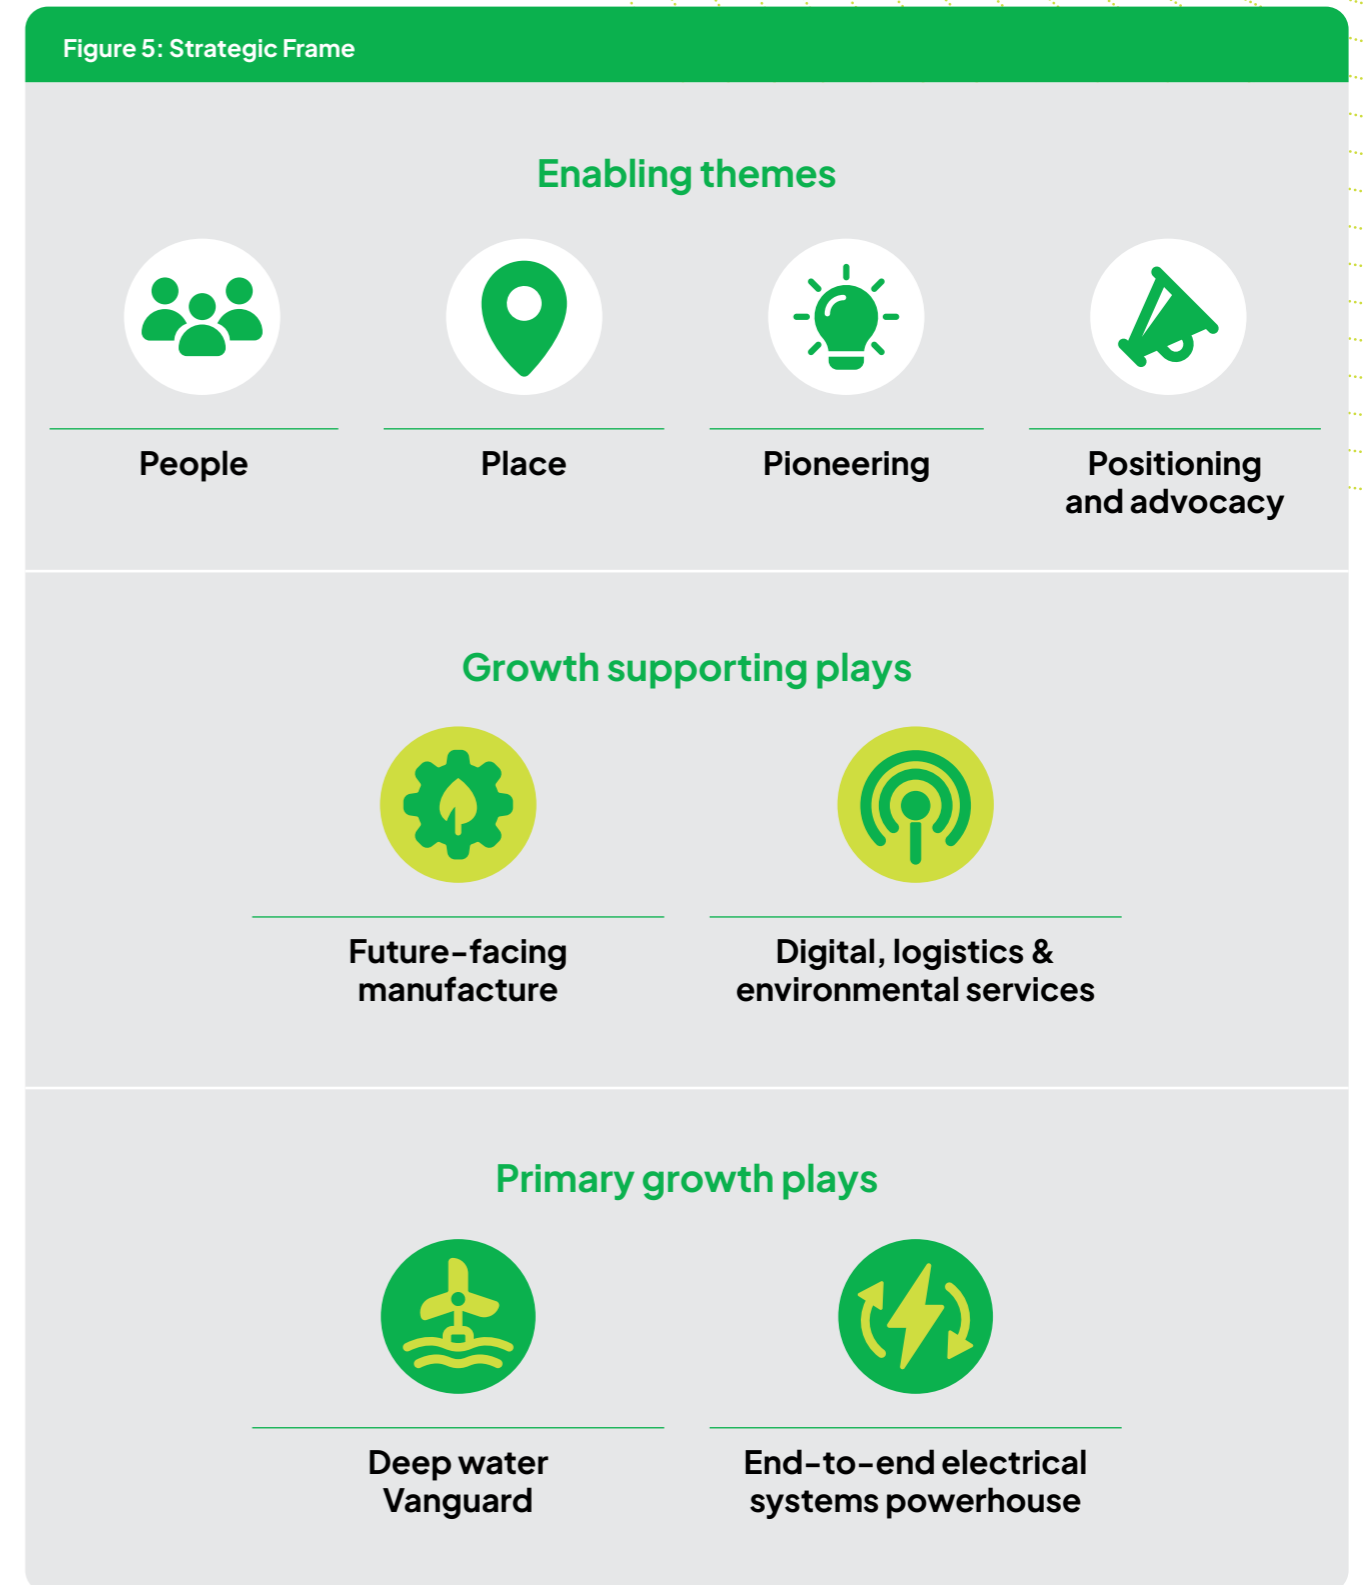 Figure 5: Strategic Frame
Enabling themes
People
Place
Pioneering
Positioning
and advocacy
Growth supporting plays
Future-facing
manufacture
Digital, logistics &
environmental services
Primary growth plays
Deep water
Vanguard
End-to-end electrical
systems powerhouse